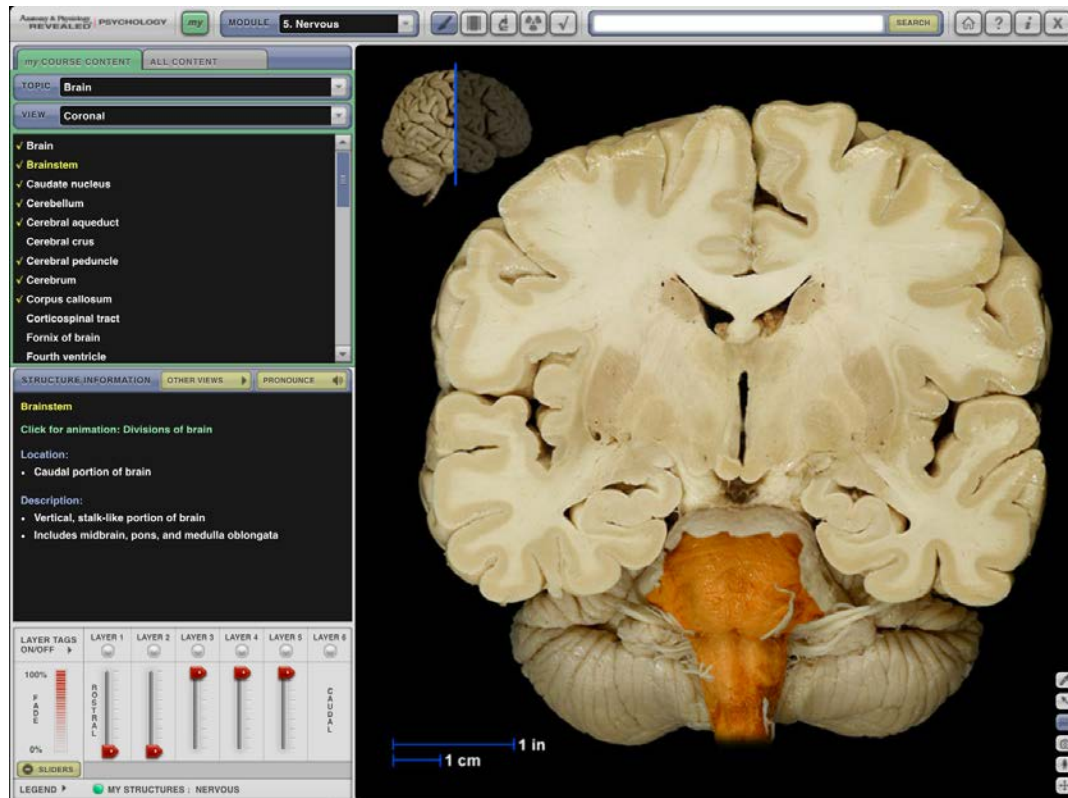 Anatomy & Physiology
REVEALED PSYCHOLOGY
my
MODULE 5. Nervous
SEARCH
? i X
my COURSE CONTENT ALL CONTENT
TOPIC Brain
VIEW Coronal
√ Brain
√ Brainstem
√ Caudate nucleus
√ Cerebellum
√ Cerebral aqueduct
Cerebral crus
√ Cerebral peduncle
√ Cerebrum
√ Corpus callosum
Corticospinal tract
Fornix of brain
Fourth ventricle
STRUCTURE INFORMATION OTHER VIEWS PRONOUNCE
Brainstem
Click for animation: Divisions of brain
Location:
• Caudal portion of brain
Description:
• Vertical, stalk-like portion of brain
• Includes midbrain, pons, and medulla oblongata
LAYER TAGS
ON/OFF
LAYER 1 LAYER 2 LAYER 3 LAYER 4 LAYER 5 LAYER 6
100%
FADE
0%
ROSTRAL
CAUDAL
SLIDERS
LEGEND MY STRUCTURES : NERVOUS
1 in
1 cm